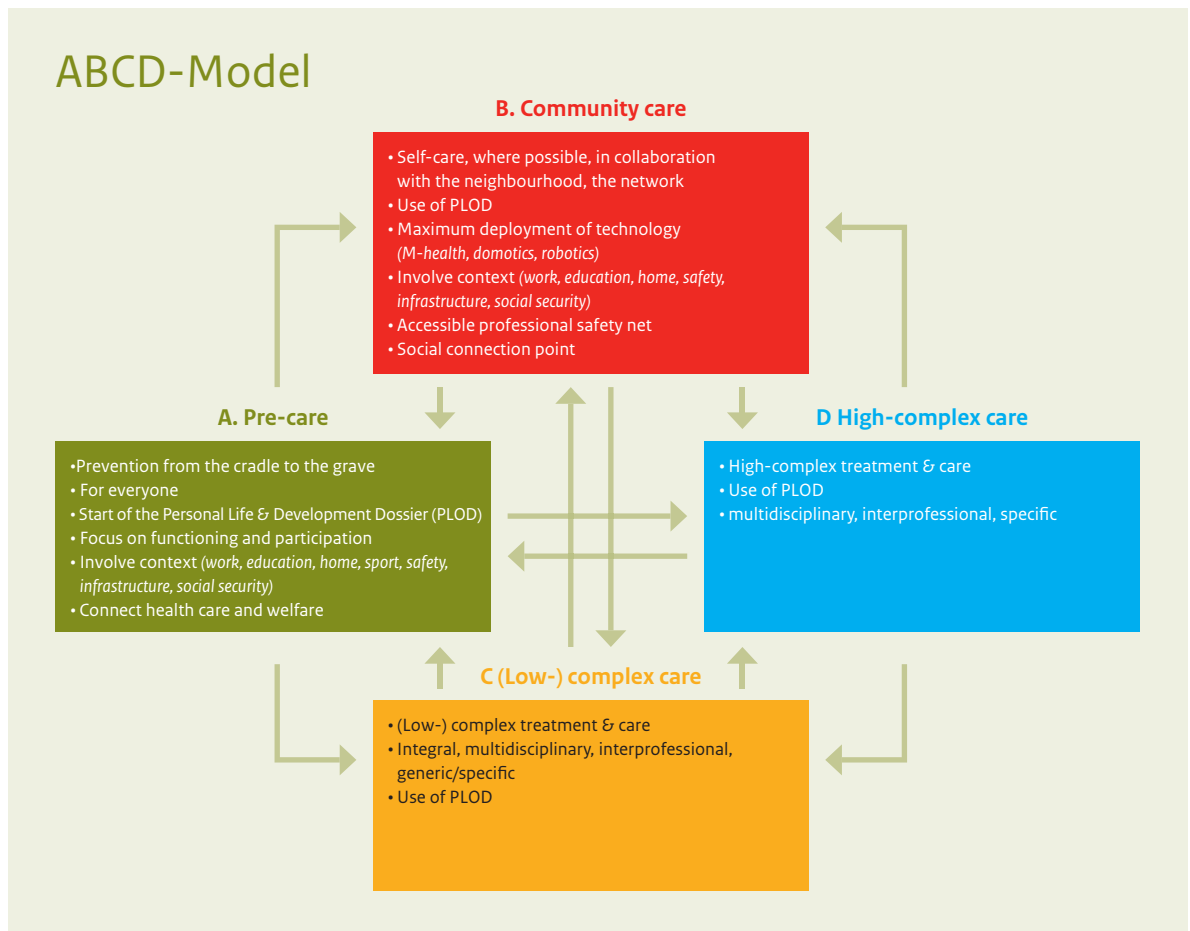 ABCD-Model
B. Community care
• Self-care, where possible, in collaboration
with the neighbourhood, the network
• Use of PLOD
• Maximum deployment of technology
(M-health, domotics, robotics)
• Involve context (work, education, home, safety,
infrastructure, social security)
• Accessible professional safety net
• Social connection point
A. Pre-care
•Prevention from the cradle to the grave
• For everyone
• Start of the Personal Life & Development Dossier (PLOD)
• Focus on functioning and participation
• Involve context (work, education, home, sport, safety,
infrastructure, social security)
• Connect health care and welfare
D High-complex care
• High-complex treatment & care
• Use of PLOD
• multidisciplinary, interprofessional, specific
C (Low-) complex care
• (Low-) complex treatment & care
• Integral, multidisciplinary, interprofessional,
generic/specific
• Use of PLOD